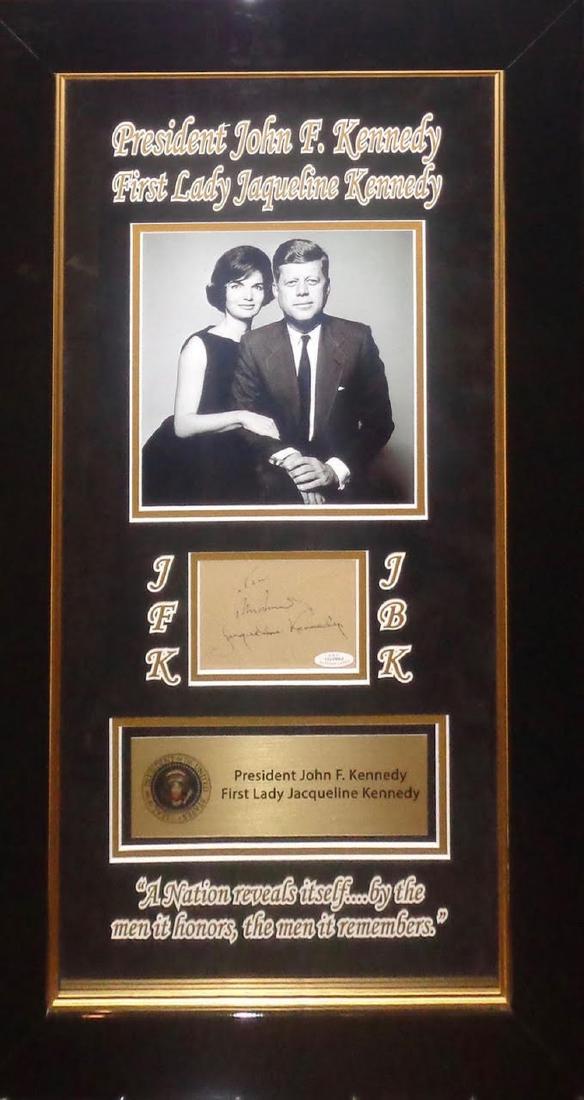 President John F. Kennedy
First Lady Jaqueline Kennedy
J
F
K
Jacqueline Kennedy
J
B
K
President John F. Kennedy
First Lady Jacqueline Kennedy
"A Nation reveals itself....by the
men it honors, the men it remembers."